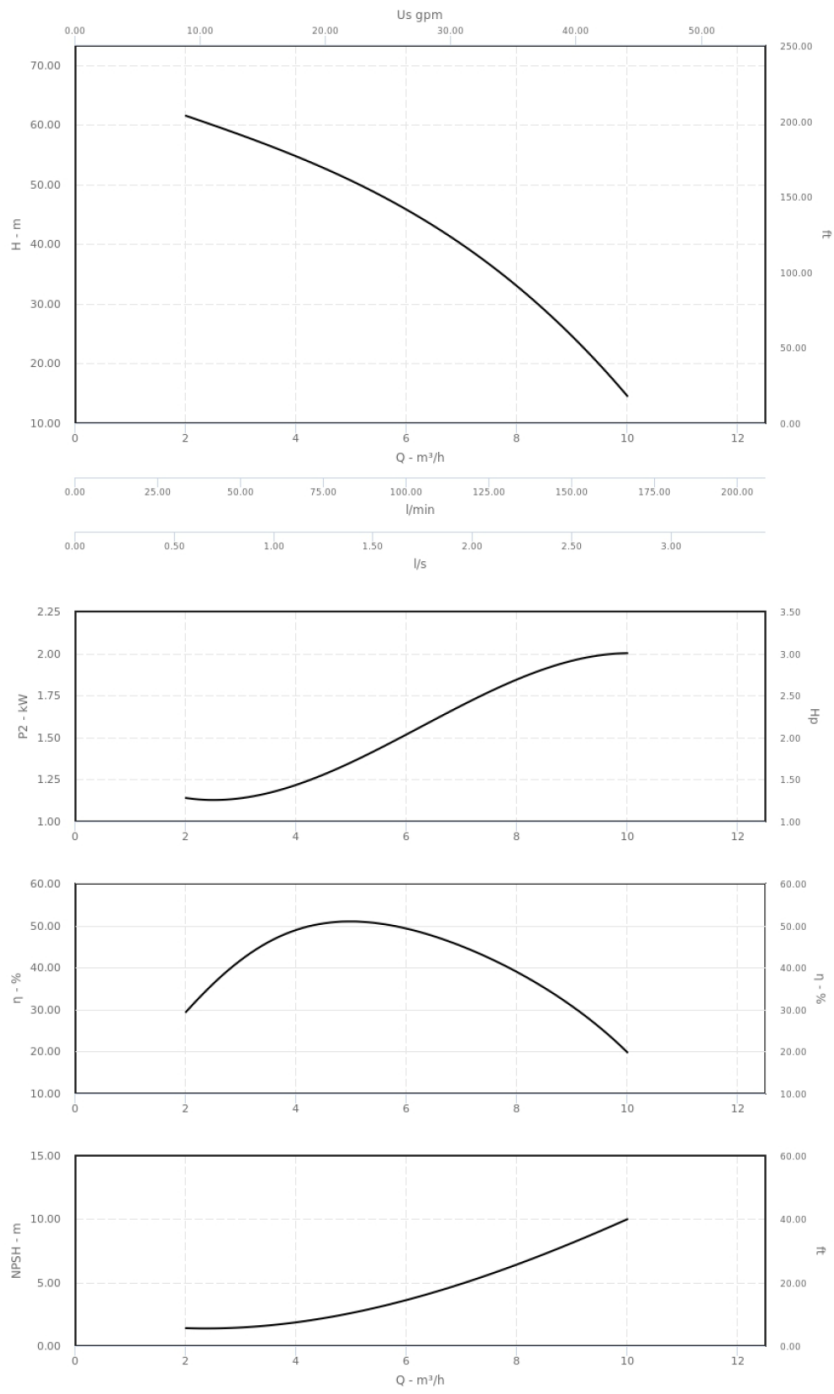 Us gpm
0.00 10.00 20.00 30.00 40.00 50.00
70.00
60.00
50.00
40.00
30.00
20.00
10.00
H - m
250.00
200.00
150.00
100.00
50.00
0.00
ft
0 2 4 6 8 10 12
Q - m³/h
0.00 25.00 50.00 75.00 100.00 125.00 150.00 175.00 200.00
l/min
0.00 0.50 1.00 1.50 2.00 2.50 3.00
l/s
2.25
2.00
1.75
1.50
1.25
1.00
P2 - kW
3.50
3.00
2.50
2.00
1.50
1.00
Hp
0 2 4 6 8 10 12
60.00
50.00
40.00
30.00
20.00
10.00
η - %
60.00
50.00
40.00
30.00
20.00
10.00
η - %
0 2 4 6 8 10 12
15.00
10.00
5.00
0.00
NPSH - m
60.00
40.00
20.00
0.00
ft
0 2 4 6 8 10 12
Q - m³/h